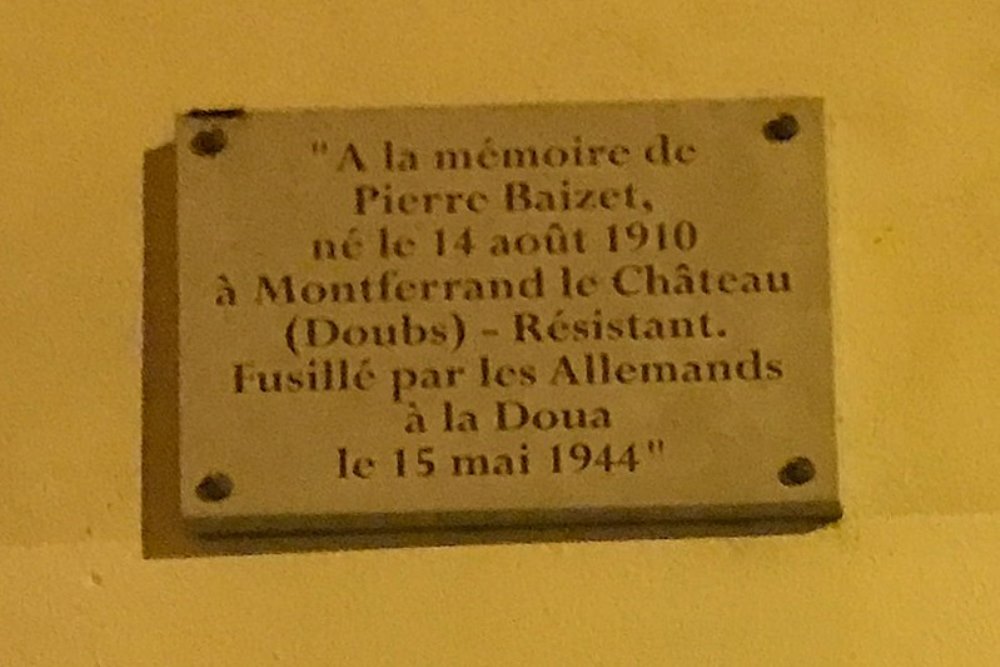 "A la mémoire de
Pierre Baizet,
né le 14 août 1910
à Montferrand le Château
(Doubs) - Résistant.
Fusillé par les Allemands
à la Doua
le 15 mai 1944"